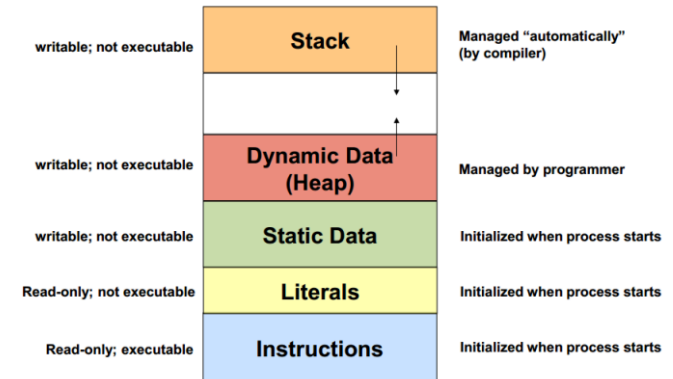 writable; not executable
Stack
Managed “automatically”
(by compiler)
writable; not executable
Dynamic Data
(Heap)
Managed by programmer
writable; not executable
Static Data
Initialized when process starts
Read-only; not executable
Literals
Initialized when process starts
Read-only; executable
Instructions
Initialized when process starts